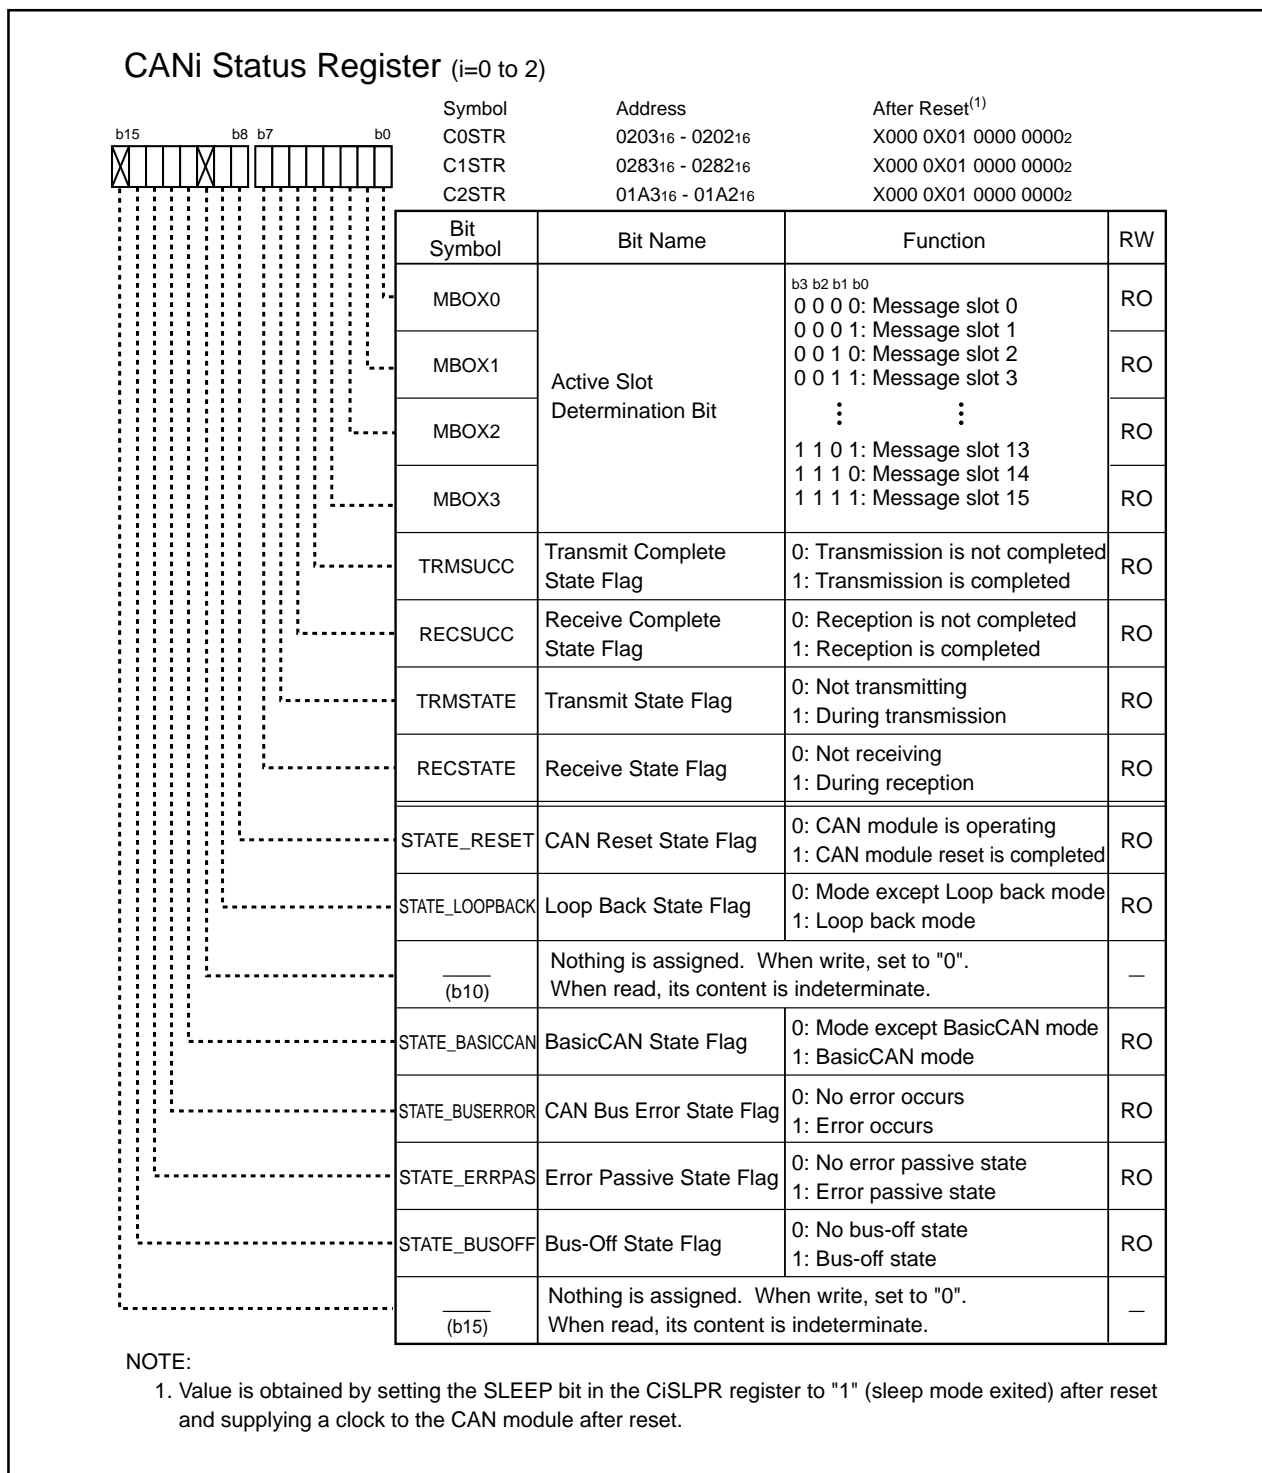 CANi Status Register (i=0 to 2)
Symbol Address After Reset(1)
b15 b8 b7 b0
C0STR 020316 - 020216 X000 0X01 0000 00002
C1STR 028316 - 028216 X000 0X01 0000 00002
C2STR 01A316 - 01A216 X000 0X01 0000 00002
Bit Symbol Bit Name Function RW
MBOX0 RO
MBOX1 RO
MBOX2 RO
MBOX3 RO
Active Slot
Determination Bit
b3 b2 b1 b0
0 0 0 0: Message slot 0
0 0 0 1: Message slot 1
0 0 1 0: Message slot 2
0 0 1 1: Message slot 3
1 1 0 1: Message slot 13
1 1 1 0: Message slot 14
1 1 1 1: Message slot 15
TRMSUCC Transmit Complete State Flag 0: Transmission is not completed RO
1: Transmission is completed
RECSUCC Receive Complete State Flag 0: Reception is not completed RO
1: Reception is completed
TRMSTATE Transmit State Flag 0: Not transmitting RO
1: During transmission
RECSTATE Receive State Flag 0: Not receiving RO
1: During reception
STATE_RESET CAN Reset State Flag 0: CAN module is operating RO
1: CAN module reset is completed
STATE_LOOPBACK Loop Back State Flag 0: Mode except Loop back mode RO
1: Loop back mode
(b10) Nothing is assigned. When write, set to "0". —
When read, its content is indeterminate.
STATE_BASICCAN BasicCAN State Flag 0: Mode except BasicCAN mode RO
1: BasicCAN mode
STATE_BUSERROR CAN Bus Error State Flag 0: No error occurs RO
1: Error occurs
STATE_ERRPAS Error Passive State Flag 0: No error passive state RO
1: Error passive state
STATE_BUSOFF Bus-Off State Flag 0: No bus-off state RO
1: Bus-off state
(b15) Nothing is assigned. When write, set to "0". —
When read, its content is indeterminate.
NOTE:
1. Value is obtained by setting the SLEEP bit in the CiSLPR register to "1" (sleep mode exited) after reset
and supplying a clock to the CAN module after reset.